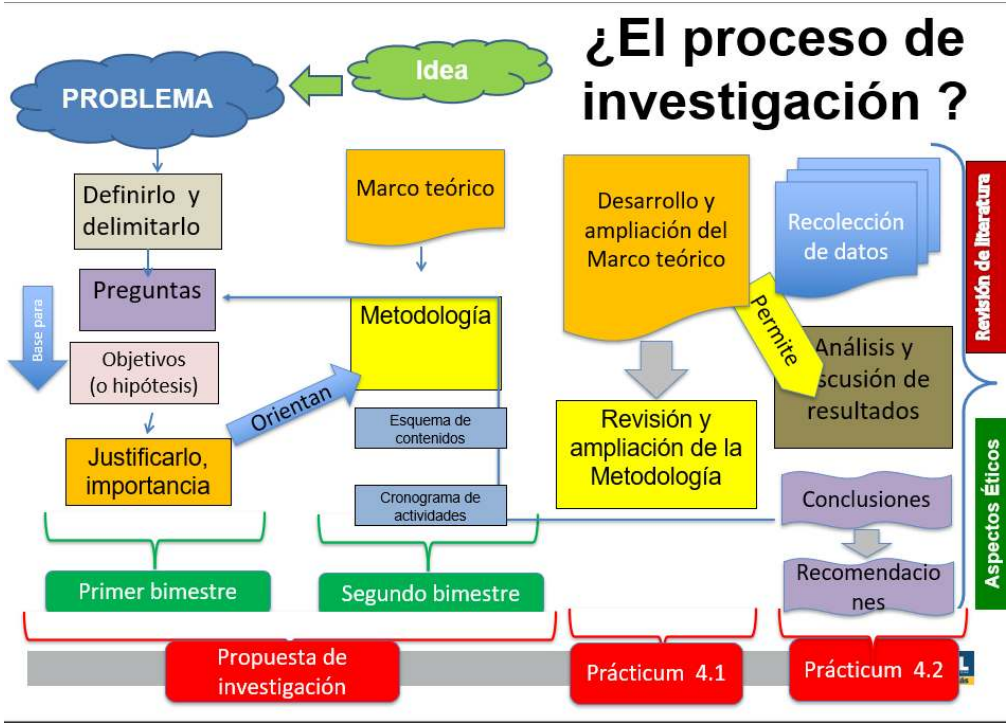 ¿El proceso de
investigación ?
Idea
PROBLEMA
Definirlo y
delimitarlo
Preguntas
Base para
Objetivos
(o hipótesis)
Justificarlo,
importancia
Orientan
Primer bimestre
Marco teórico
Metodología
Esquema de
contenidos
Cronograma de
actividades
Segundo bimestre
Propuesta de
investigación
Desarrollo y
ampliación del
Marco teórico
Revisión y
ampliación de la
Metodología
Prácticum 4.1
Recolección
de datos
Permite
Análisis y
scusión de
resultados
Conclusiones
Recomendacio
nes
Prácticum 4.2
Revisión de literatura
Aspectos Éticos